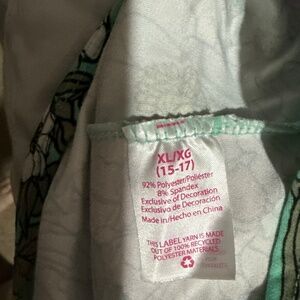 XL/XG
(15-17)
92% Polyester/Poliéster
8% Spandex
Exclusive of Decoration
Exclusivo de Decoración
Made in/Hecho en China
THIS LABEL YARN IS MADE
OUT OF 100% RECYCLED
POLYESTER MATERIALS